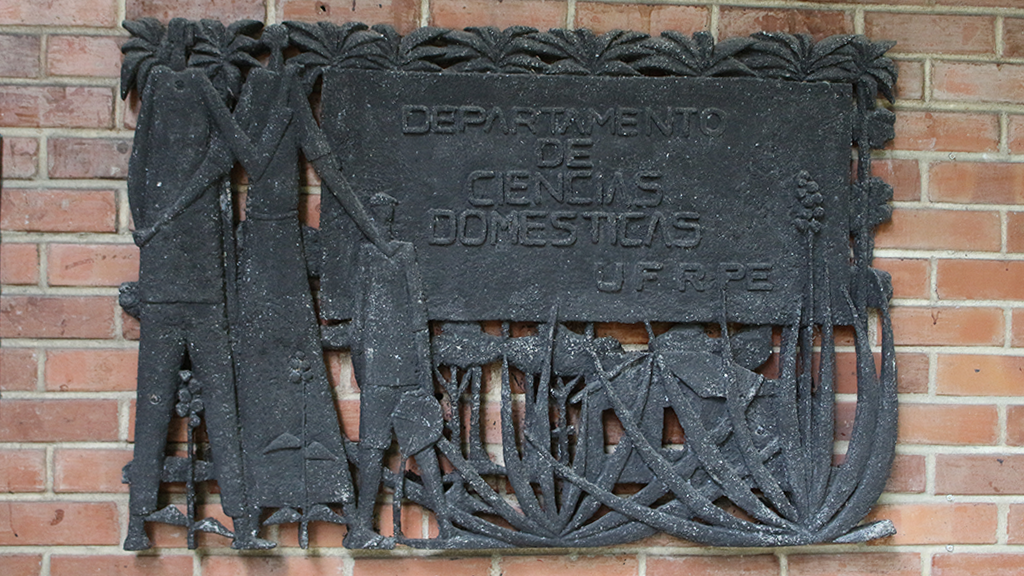 DEPARTAMENTO
DE
CIENCIAS
DOMESTICAS
U F R PE